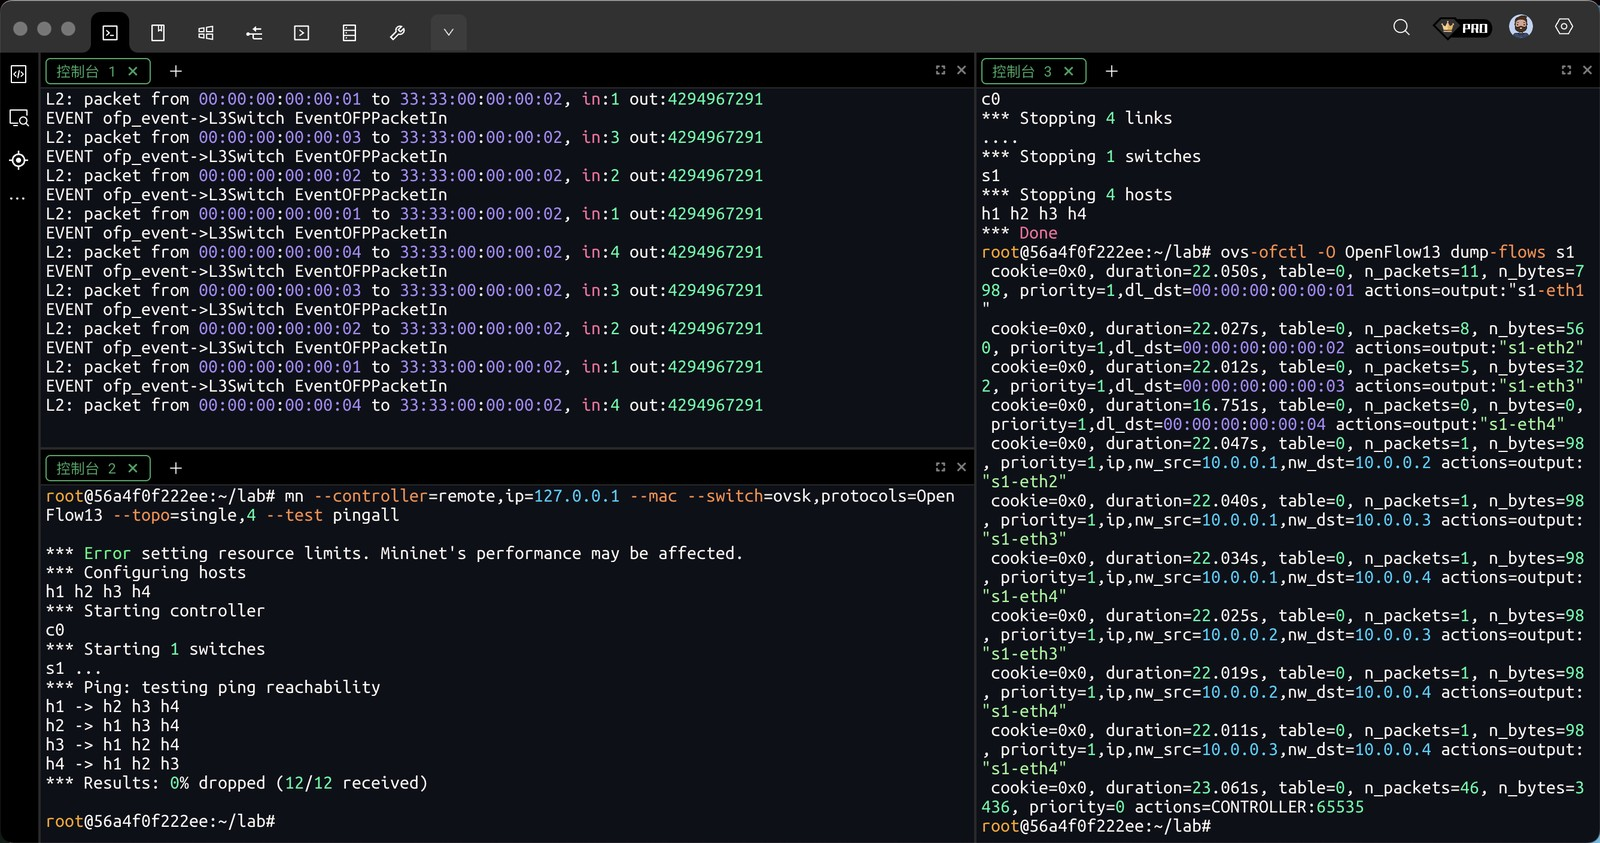 PRO
控制台 1 × +
L2: packet from 00:00:00:00:00:01 to 33:33:00:00:00:02, in:1 out:4294967291
EVENT ofp_event->L3Switch EventOFPPacketIn
L2: packet from 00:00:00:00:00:03 to 33:33:00:00:00:02, in:3 out:4294967291
EVENT ofp_event->L3Switch EventOFPPacketIn
L2: packet from 00:00:00:00:00:02 to 33:33:00:00:00:02, in:2 out:4294967291
EVENT ofp_event->L3Switch EventOFPPacketIn
L2: packet from 00:00:00:00:00:01 to 33:33:00:00:00:02, in:1 out:4294967291
EVENT ofp_event->L3Switch EventOFPPacketIn
L2: packet from 00:00:00:00:00:04 to 33:33:00:00:00:02, in:4 out:4294967291
EVENT ofp_event->L3Switch EventOFPPacketIn
L2: packet from 00:00:00:00:00:03 to 33:33:00:00:00:02, in:3 out:4294967291
EVENT ofp_event->L3Switch EventOFPPacketIn
L2: packet from 00:00:00:00:00:02 to 33:33:00:00:00:02, in:2 out:4294967291
EVENT ofp_event->L3Switch EventOFPPacketIn
L2: packet from 00:00:00:00:00:01 to 33:33:00:00:00:02, in:1 out:4294967291
EVENT ofp_event->L3Switch EventOFPPacketIn
L2: packet from 00:00:00:00:00:04 to 33:33:00:00:00:02, in:4 out:4294967291
控制台 2 × +
root@56a4f0f222ee:~/lab# mn --controller=remote,ip=127.0.0.1 --mac --switch=ovsk,protocols=Open
Flow13 --topo=single,4 --test pingall
*** Error setting resource limits. Mininet's performance may be affected.
*** Configuring hosts
h1 h2 h3 h4
*** Starting controller
c0
*** Starting 1 switches
s1 ...
*** Ping: testing ping reachability
h1 -> h2 h3 h4
h2 -> h1 h3 h4
h3 -> h1 h2 h4
h4 -> h1 h2 h3
*** Results: 0% dropped (12/12 received)
root@56a4f0f222ee:~/lab#
控制台 3 × +
c0
*** Stopping 4 links
....
*** Stopping 1 switches
s1
*** Stopping 4 hosts
h1 h2 h3 h4
*** Done
root@56a4f0f222ee:~/lab# ovs-ofctl -O OpenFlow13 dump-flows s1
cookie=0x0, duration=22.050s, table=0, n_packets=11, n_bytes=7
98, priority=1,dl_dst=00:00:00:00:00:01 actions=output:"s1-eth1
"
cookie=0x0, duration=22.027s, table=0, n_packets=8, n_bytes=56
0, priority=1,dl_dst=00:00:00:00:00:02 actions=output:"s1-eth2"
cookie=0x0, duration=22.012s, table=0, n_packets=5, n_bytes=32
2, priority=1,dl_dst=00:00:00:00:00:03 actions=output:"s1-eth3"
cookie=0x0, duration=16.751s, table=0, n_packets=0, n_bytes=0,
priority=1,dl_dst=00:00:00:00:00:04 actions=output:"s1-eth4"
cookie=0x0, duration=22.047s, table=0, n_packets=1, n_bytes=98
, priority=1,ip,nw_src=10.0.0.1,nw_dst=10.0.0.2 actions=output:
"s1-eth2"
cookie=0x0, duration=22.040s, table=0, n_packets=1, n_bytes=98
, priority=1,ip,nw_src=10.0.0.1,nw_dst=10.0.0.3 actions=output:
"s1-eth3"
cookie=0x0, duration=22.034s, table=0, n_packets=1, n_bytes=98
, priority=1,ip,nw_src=10.0.0.1,nw_dst=10.0.0.4 actions=output:
"s1-eth4"
cookie=0x0, duration=22.025s, table=0, n_packets=1, n_bytes=98
, priority=1,ip,nw_src=10.0.0.2,nw_dst=10.0.0.3 actions=output:
"s1-eth3"
cookie=0x0, duration=22.019s, table=0, n_packets=1, n_bytes=98
, priority=1,ip,nw_src=10.0.0.2,nw_dst=10.0.0.4 actions=output:
"s1-eth4"
cookie=0x0, duration=22.011s, table=0, n_packets=1, n_bytes=98
, priority=1,ip,nw_src=10.0.0.3,nw_dst=10.0.0.4 actions=output:
"s1-eth4"
cookie=0x0, duration=23.061s, table=0, n_packets=46, n_bytes=3
436, priority=0 actions=CONTROLLER:65535
root@56a4f0f222ee:~/lab#